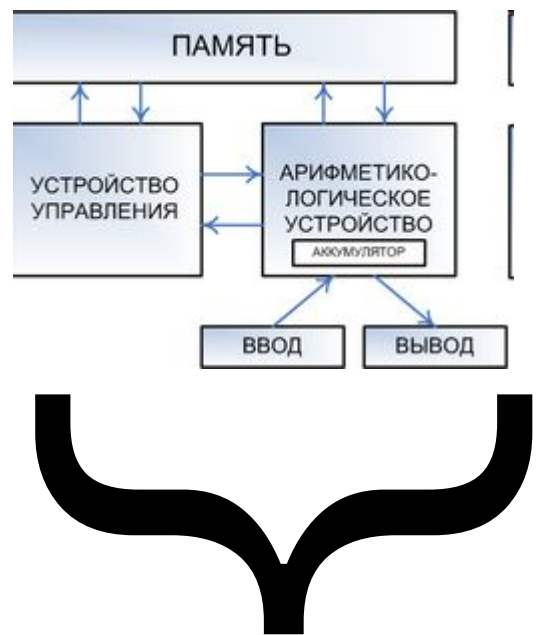 ПАМЯТЬ
УСТРОЙСТВО
УПРАВЛЕНИЯ
АРИФМЕТИКО-
ЛОГИЧЕСКОЕ
УСТРОЙСТВО
АККУМУЛЯТОР
ВВОД
ВЫВОД